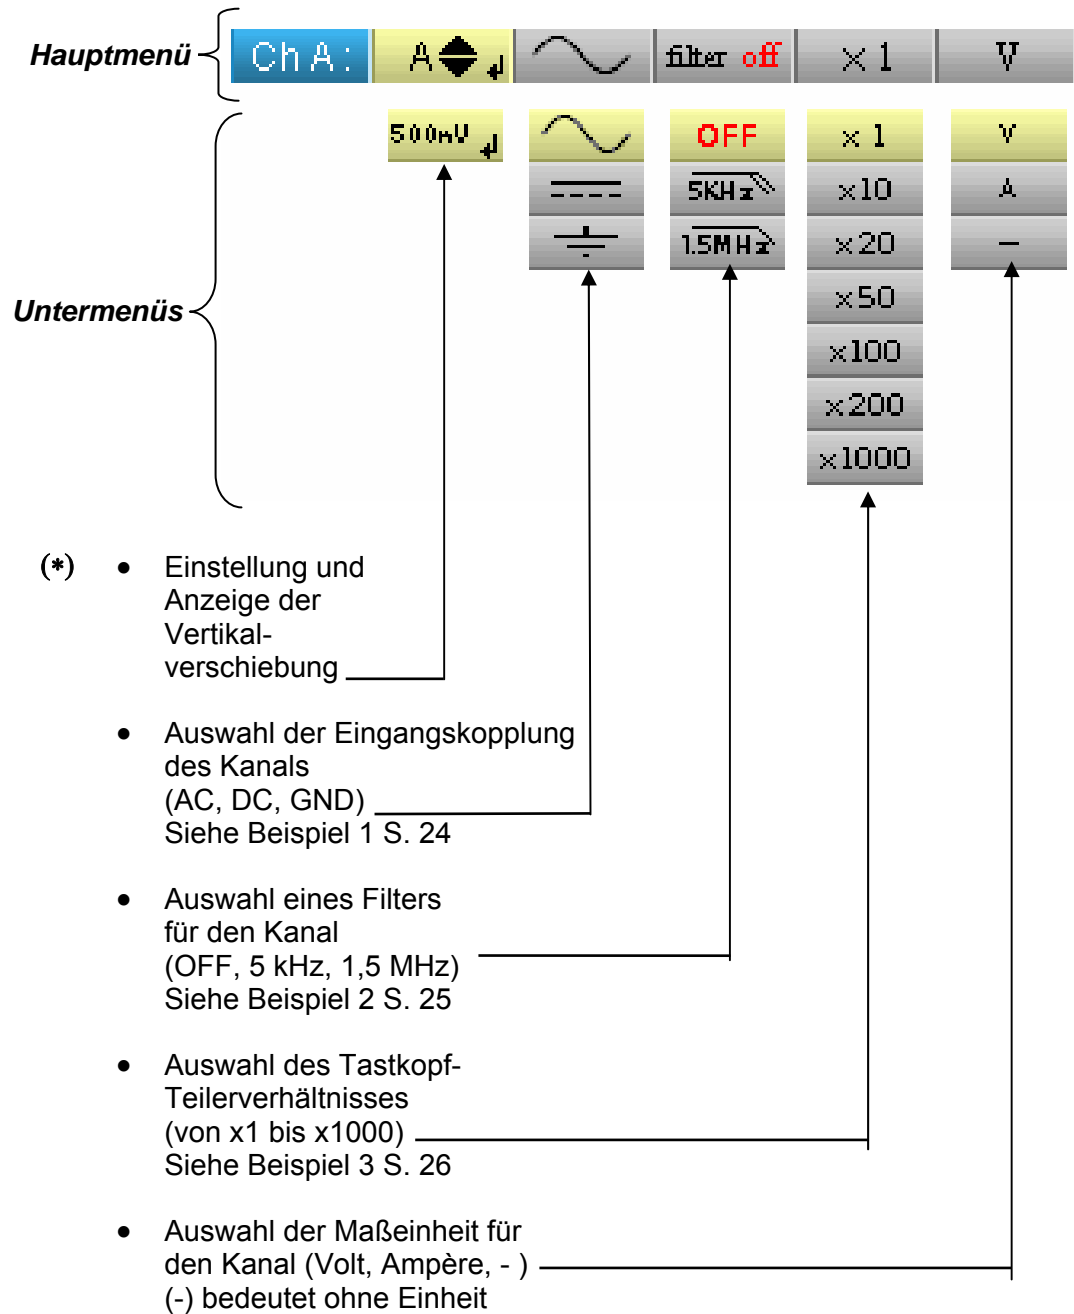 Hauptmenü
Ch A: A filter off × 1 V
Untermenüs
500mV OFF × 1 V
5KHz ×10 A
1.5MHz ×20 –
×50
×100
×200
×1000
(*) • Einstellung und
Anzeige der
Vertikal-
verschiebung
• Auswahl der Eingangskopplung
des Kanals
(AC, DC, GND)
Siehe Beispiel 1 S. 24
• Auswahl eines Filters
für den Kanal
(OFF, 5 kHz, 1,5 MHz)
Siehe Beispiel 2 S. 25
• Auswahl des Tastkopf-
Teilerverhältnisses
(von x1 bis x1000)
Siehe Beispiel 3 S. 26
• Auswahl der Maßeinheit für
den Kanal (Volt, Ampère, - )
(-) bedeutet ohne Einheit